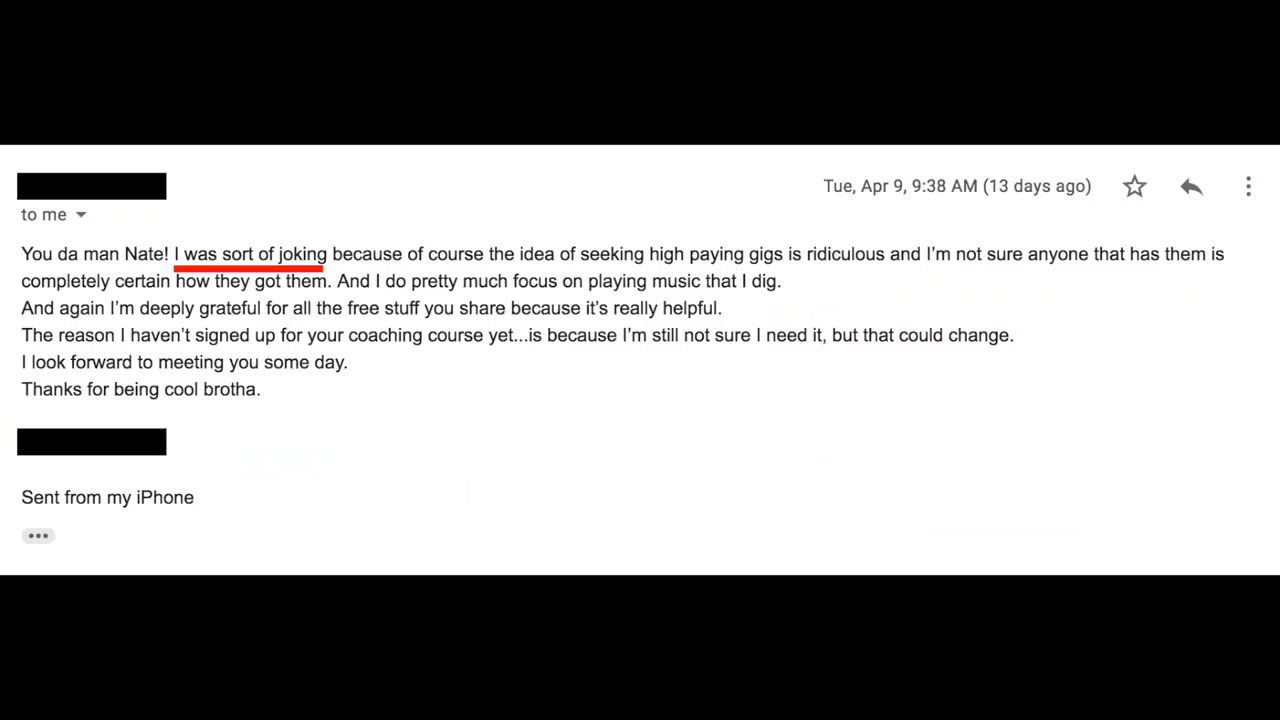 Tue, Apr 9, 9:38 AM (13 days ago)
to me
You da man Nate! I was sort of joking because of course the idea of seeking high paying gigs is ridiculous and I’m not sure anyone that has them is
completely certain how they got them. And I do pretty much focus on playing music that I dig.
And again I’m deeply grateful for all the free stuff you share because it’s really helpful.
The reason I haven’t signed up for your coaching course yet...is because I’m still not sure I need it, but that could change.
I look forward to meeting you some day.
Thanks for being cool brotha.
Sent from my iPhone